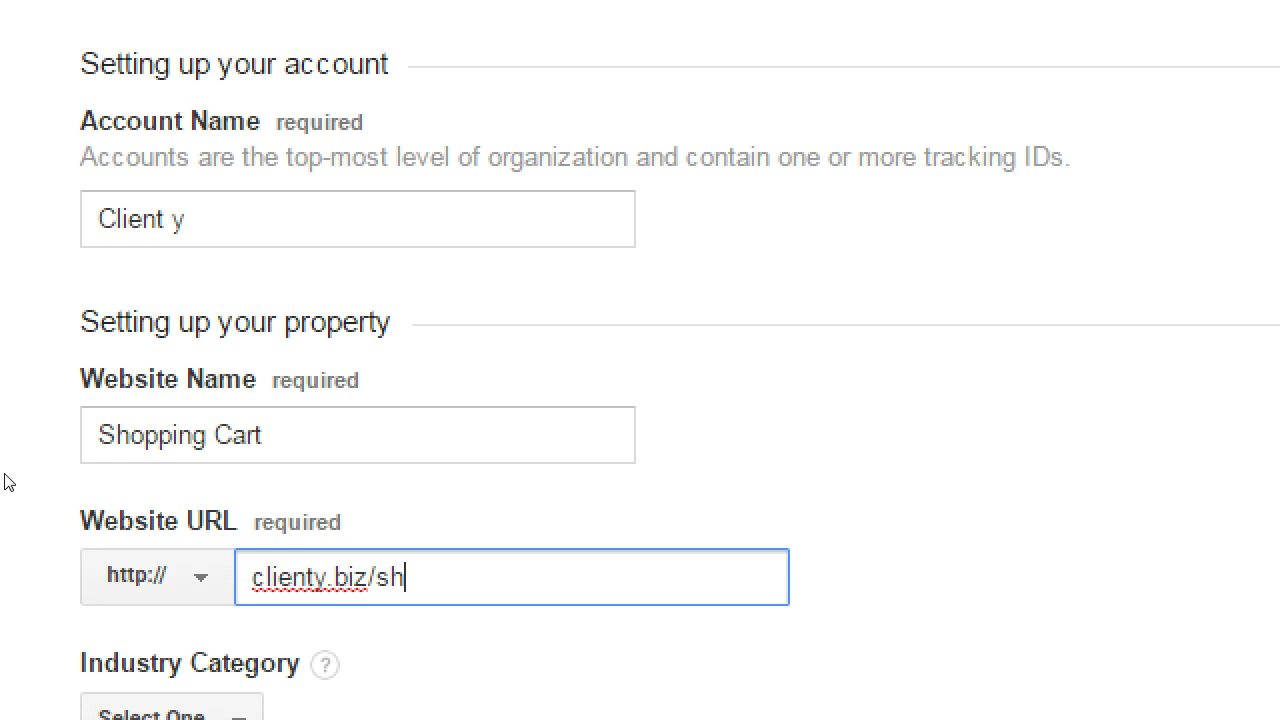 Setting up your account
Account Name required
Accounts are the top-most level of organization and contain one or more tracking IDs.
Client y
Setting up your property
Website Name required
Shopping Cart
Website URL required
http:// clienty.biz/sh
Industry Category ?
Select One